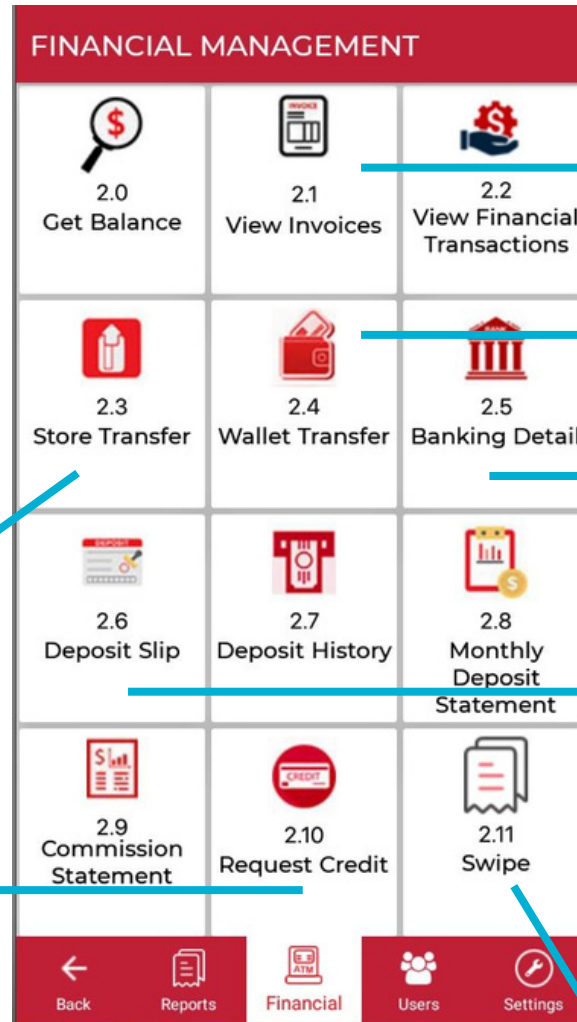 FINANCIAL MANAGEMENT
$
INVOICE
$
2.0
Get Balance
2.1
View Invoices
2.2
View Financial
Transactions
BANK
2.3
Store Transfer
2.4
Wallet Transfer
2.5
Banking Detail
DEPOSIT
$
2.6
Deposit Slip
2.7
Deposit History
2.8
Monthly
Deposit
Statement
$
CREDIT
2.9
Commission
Statement
2.10
Request Credit
2.11
Swipe
ATM
Back
Reports
Financial
Users
Settings